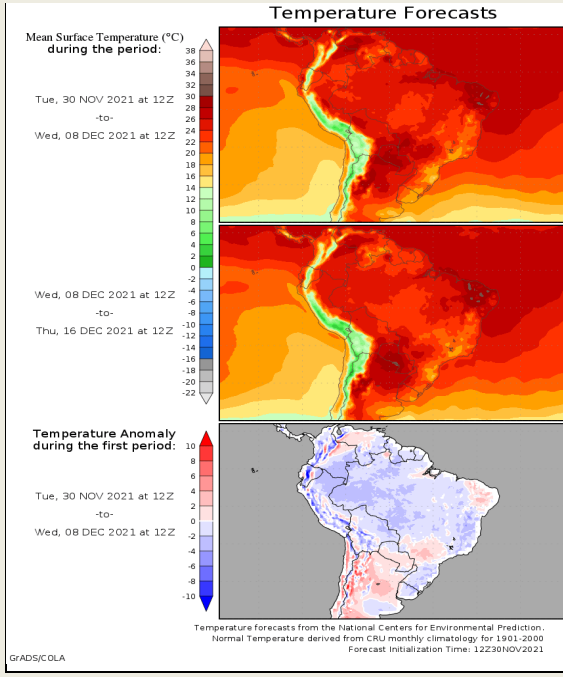 Temperature Forecasts
Mean Surface Temperature (°C)
during the period:
Tue, 30 NOV 2021 at 12Z
-to-
Wed, 08 DEC 2021 at 12Z
38
36
34
32
30
28
26
24
22
20
18
16
14
12
10
8
6
4
2
0
-2
-4
-6
-8
-10
-12
-14
-16
-18
-20
-22
Wed, 08 DEC 2021 at 12Z
-to-
Thu, 16 DEC 2021 at 12Z
Temperature Anomaly
during the first period:
Tue, 30 NOV 2021 at 12Z
-to-
Wed, 08 DEC 2021 at 12Z
10
8
6
4
2
0
-2
-4
-6
-8
-10
Temperature forecasts from the National Centers for Environmental Prediction.
Normal Temperature derived from CRU monthly climatology for 1901-2000
Forecast Initialization Time: 12Z30NOV2021
GrADS/COLA